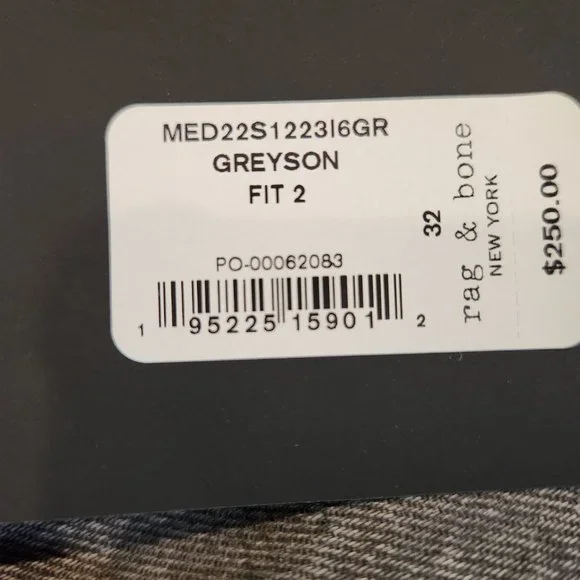 MED22S1223I6GR
GREYSON
FIT 2
PO-00062083
1 95225 15901 2
32
rag & bone
NEW YORK
$250.00